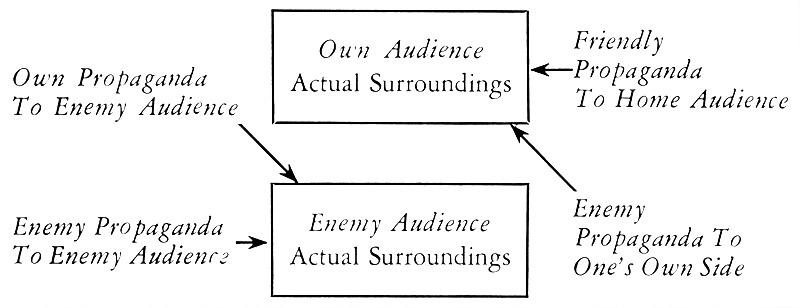 Own Audience
Actual Surroundings
Friendly
Propaganda
To Home Audience
Own Propaganda
To Enemy Audience
Enemy Audience
Actual Surroundings
Enemy Propaganda
To Enemy Audience
Enemy
Propaganda To
One's Own Side